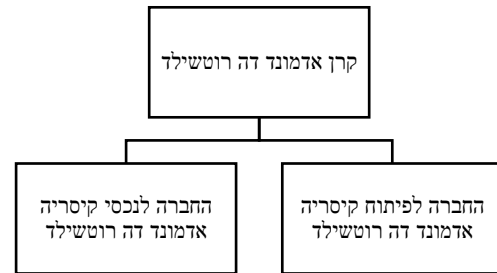 קרן אדמונד דה רוטשילד
החברה לפיתוח קיסריה
אדמונד דה רוטשילד
החברה לנכסי קיסריה
אדמונד דה רוטשילד